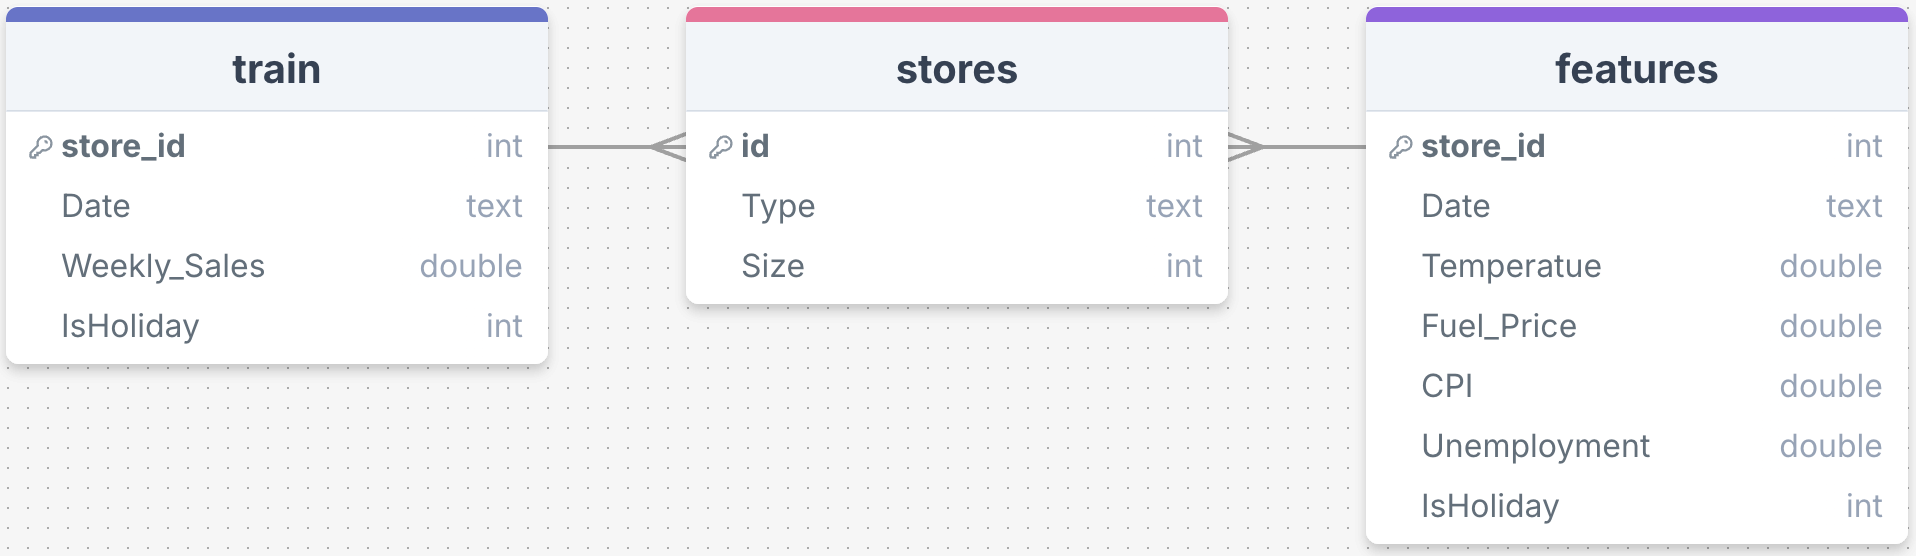 train
store_id int
Date text
Weekly_Sales double
IsHoliday int
stores
id int
Type text
Size int
features
store_id int
Date text
Temperatue double
Fuel_Price double
CPI double
Unemployment double
IsHoliday int